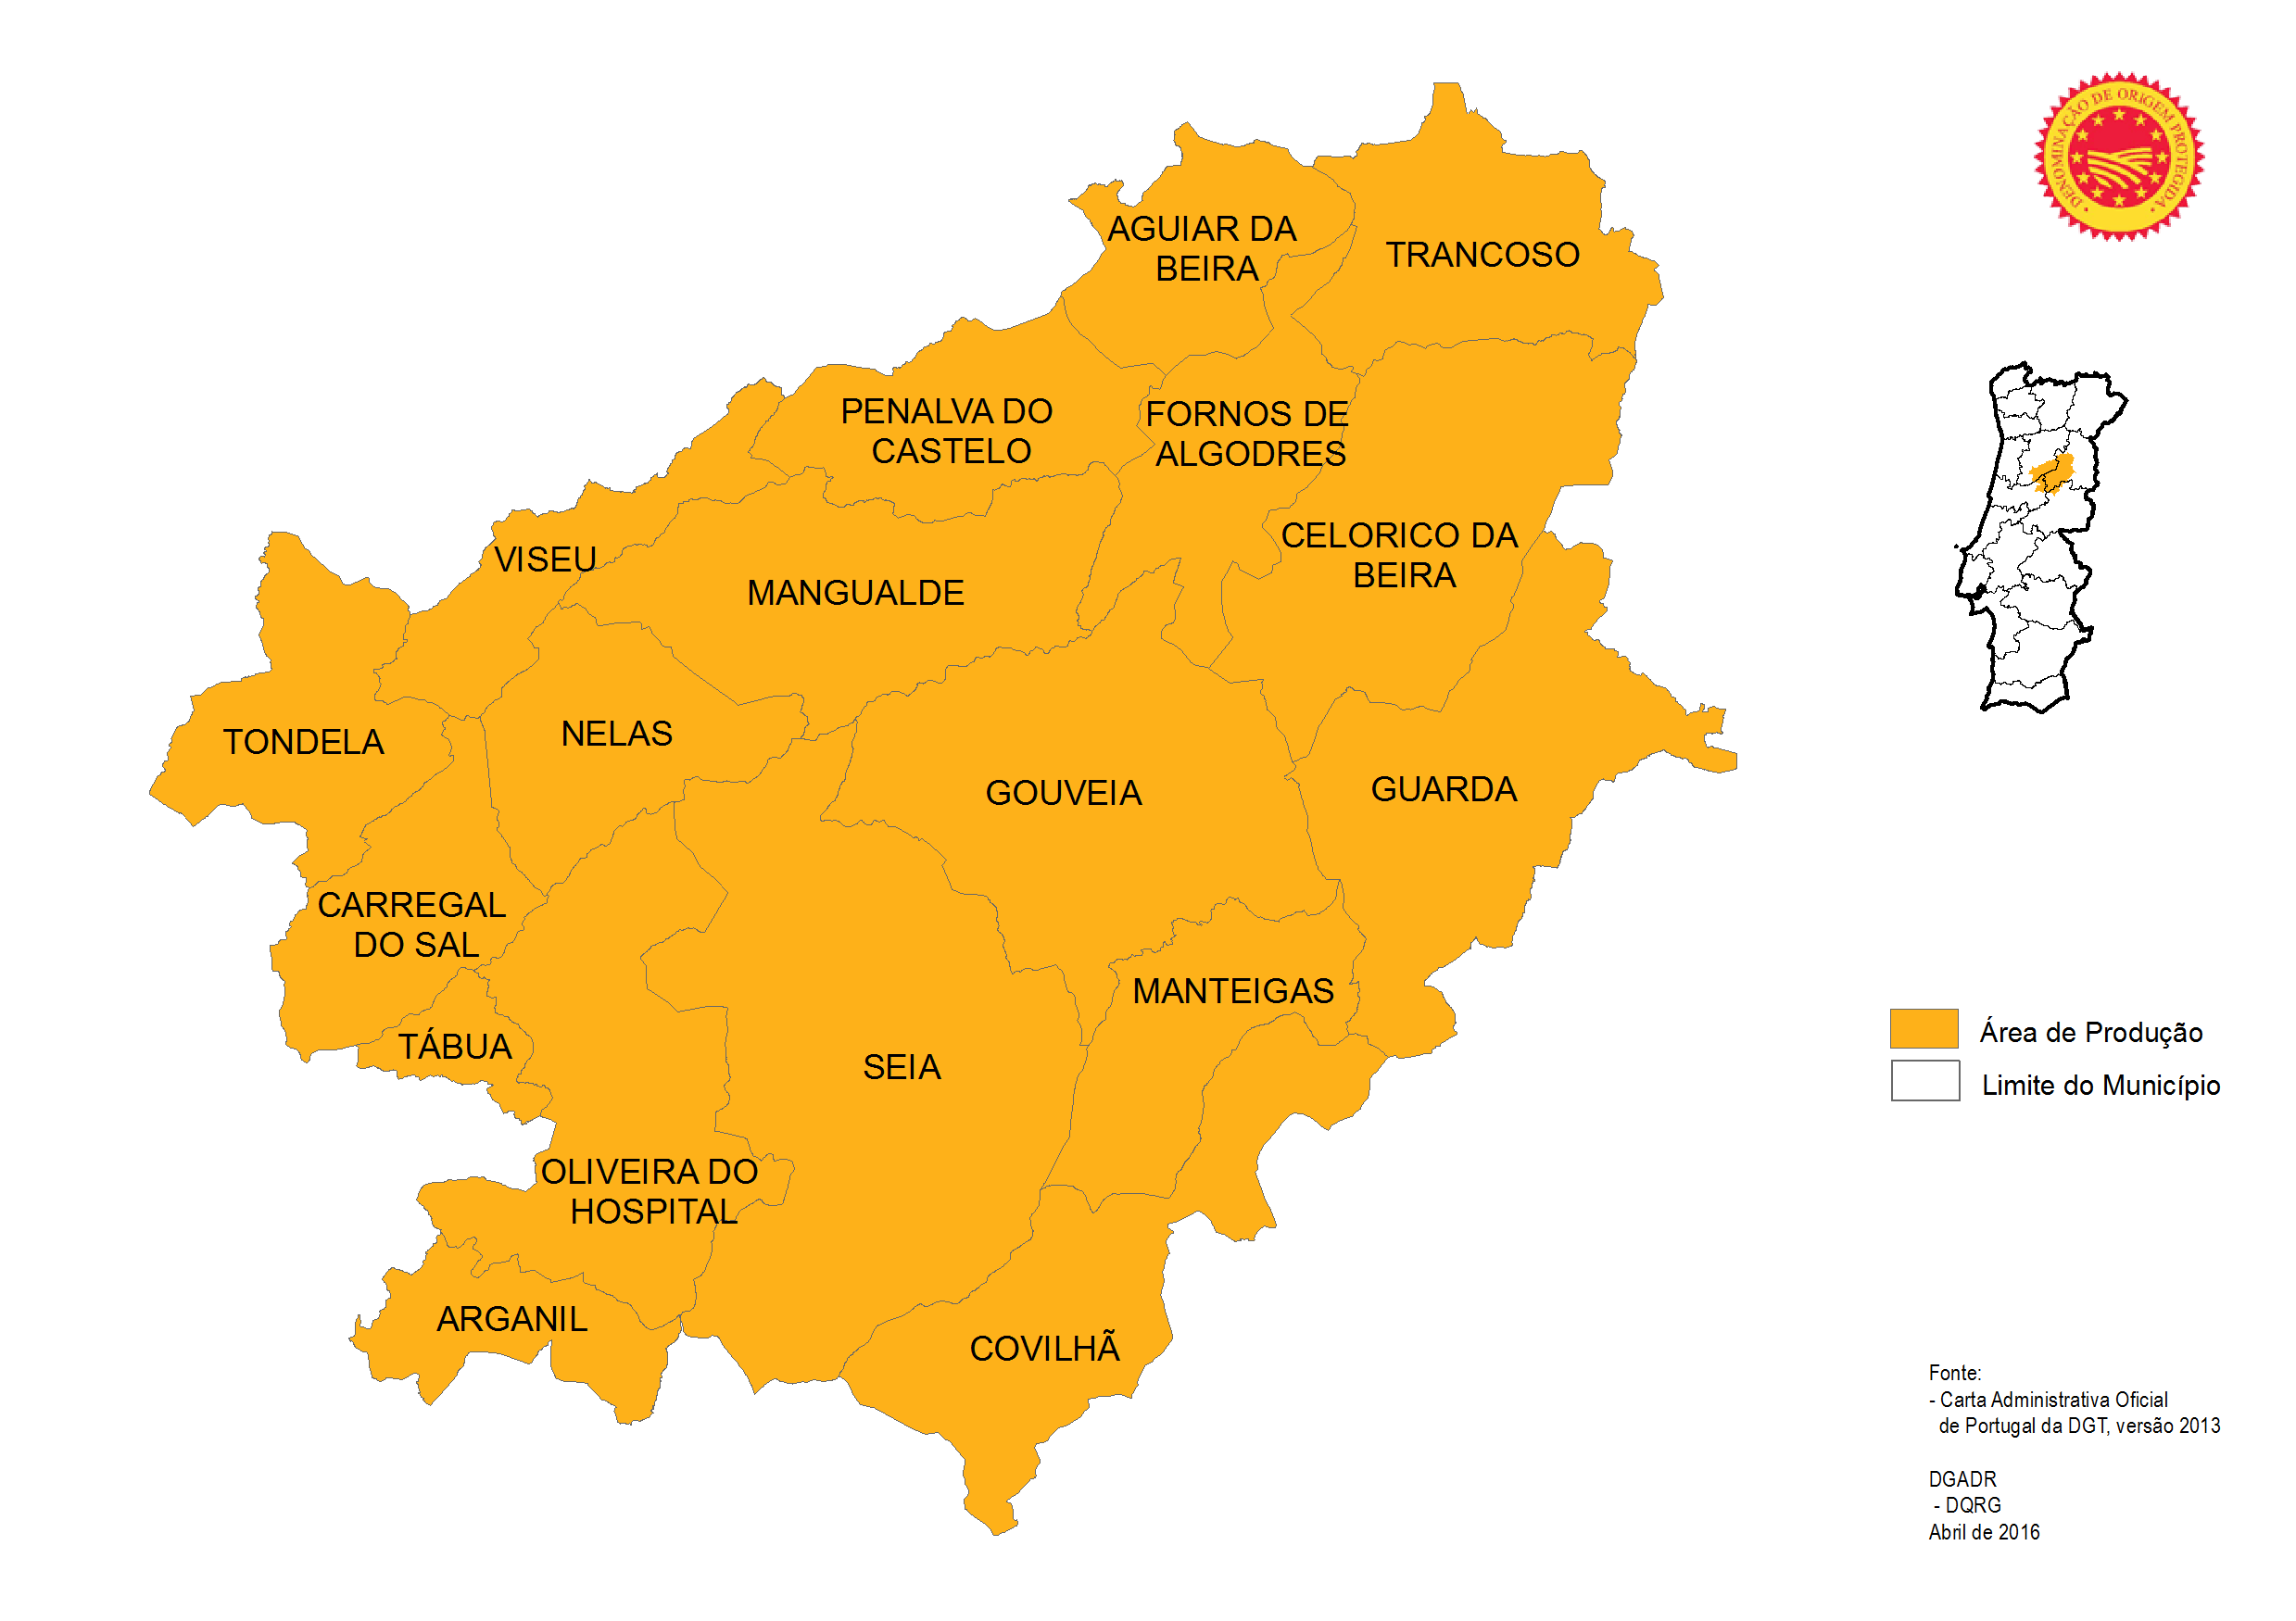 DENOMINAÇÃO DE ORIGEM PROTEGIDA
AGUIAR DA
BEIRA
TRANCOSO
PENALVA DO
CASTELO
FORNOS DE
ALGODRES
VISEU
CELORICO DA
BEIRA
MANGUALDE
TONDELA
NELAS
GOUVEIA
GUARDA
CARREGAL
DO SAL
MANTEIGAS
TÁBUA
SEIA
OLIVEIRA DO
HOSPITAL
ARGANIL
COVILHÃ
Área de Produção
Limite do Município
Fonte:
- Carta Administrativa Oficial
de Portugal da DGT, versão 2013
DGADR
- DQRG
Abril de 2016